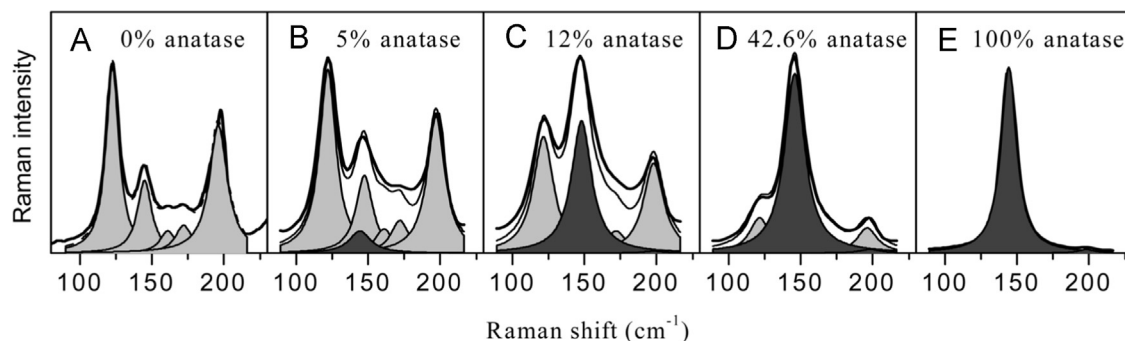 A 0% anatase
B 5% anatase
C 12% anatase
D 42.6% anatase
E 100% anatase
Raman intensity
100 150 200 100 150 200 100 150 200 100 150 200 100 150 200
Raman shift (cm⁻¹)